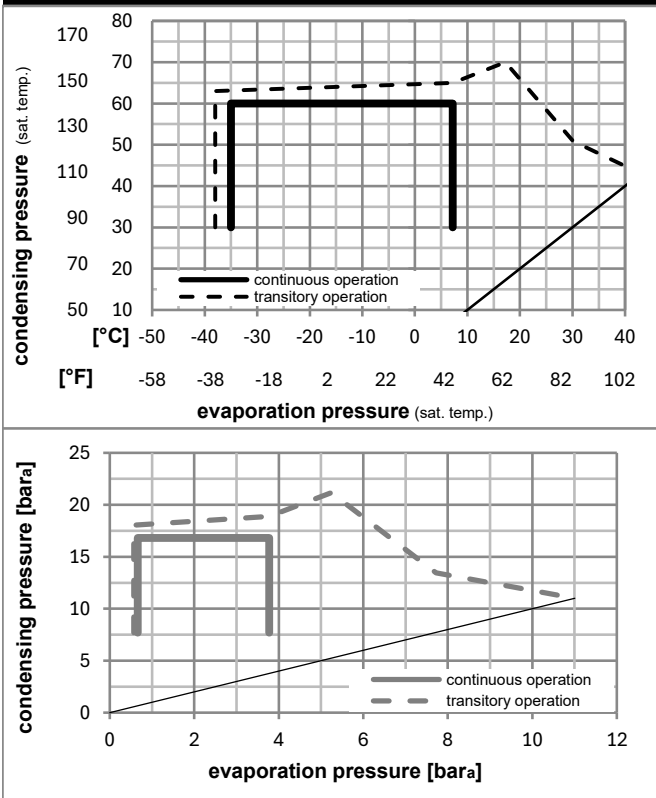 condensing pressure (sat. temp.)
170 80
150 70
60
130 50
110 40
90 30
70 20
50 10
continuous operation
transitory operation
[°C] -50 -40 -30 -20 -10 0 10 20 30 40
[°F] -58 -38 -18 2 22 42 62 82 102
evaporation pressure (sat. temp.)
condensing pressure [bara]
25
20
15
10
5
0
continuous operation
transitory operation
0 2 4 6 8 10 12
evaporation pressure [bara]